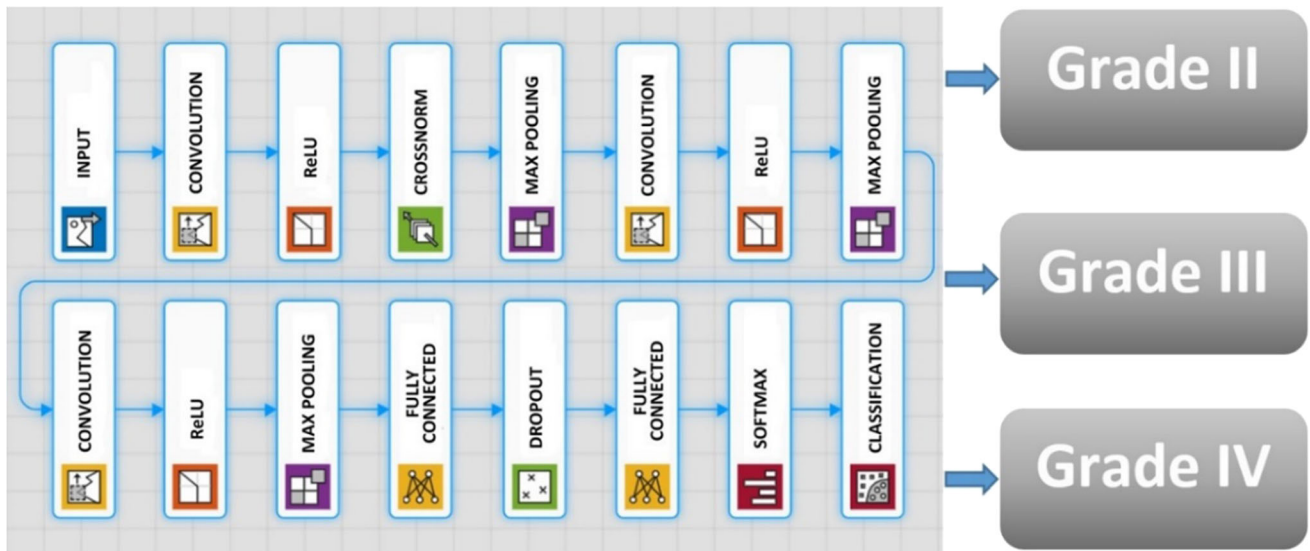 INPUT
CONVOLUTION
ReLU
CROSSNORM
MAX POOLING
CONVOLUTION
ReLU
MAX POOLING
CONVOLUTION
ReLU
MAX POOLING
FULLY
CONNECTED
DROPOUT
FULLY
CONNECTED
SOFTMAX
CLASSIFICATION
Grade II
Grade III
Grade IV